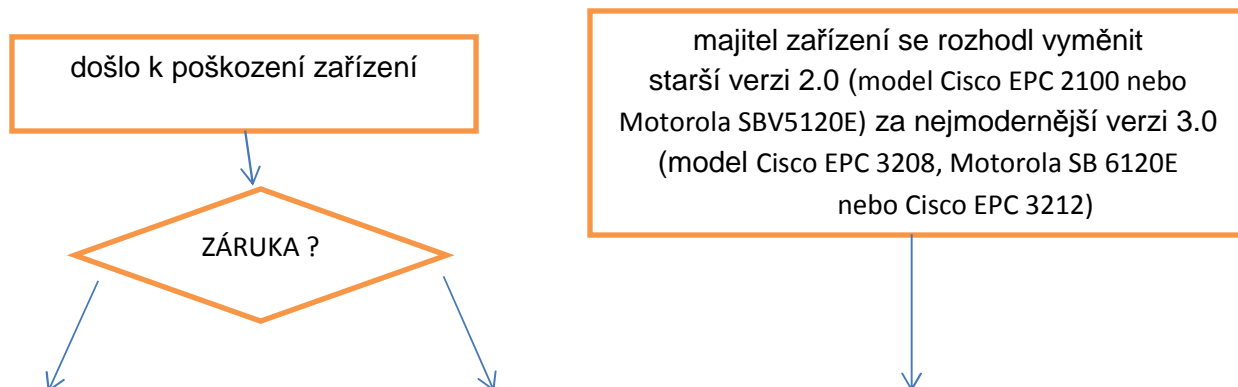 došlo k poškození zařízení
ZÁRUKA ?
majitel zařízení se rozhodl vyměnit
starší verzi 2.0 (model Cisco EPC 2100 nebo
Motorola SBV5120E) za nejmodernější verzi 3.0
(model Cisco EPC 3208, Motorola SB 6120E
nebo Cisco EPC 3212)